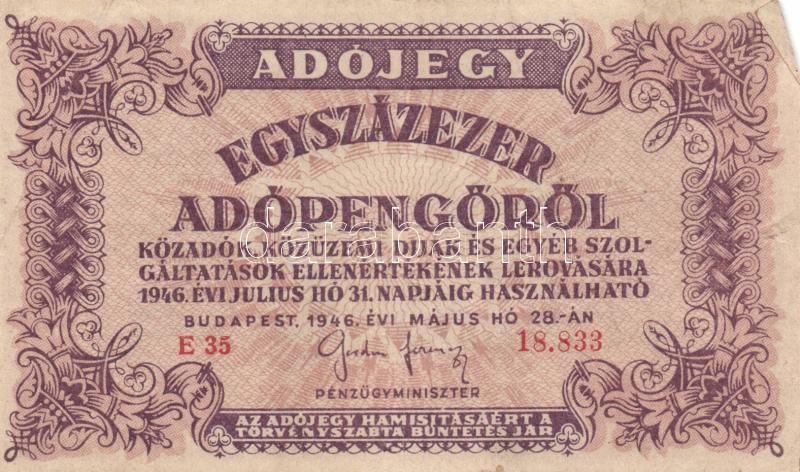 ADÓJEGY
EGYSZÁZEZER
ADÓPENGŐRŐL
KÖZADÓK, KÖZÜZEMI DIJAK ÉS EGYÉB SZOL-
GÁLTATÁSOK ELLENÉRTÉKÉNEK LEROVÁSÁRA
1946. ÉVI JULIUS HÓ 31. NAPJÁIG HASZNÁLHATÓ
BUDAPEST, 1946. ÉVI MÁJUS HÓ 28.-ÁN
E 35 18.833
PÉNZÜGYMINISZTER
AZ ADÓJEGY HAMISITÁSÁÉRT A
TÖRVÉNYSZABTA BÜNTETÉS JÁR
darabanth